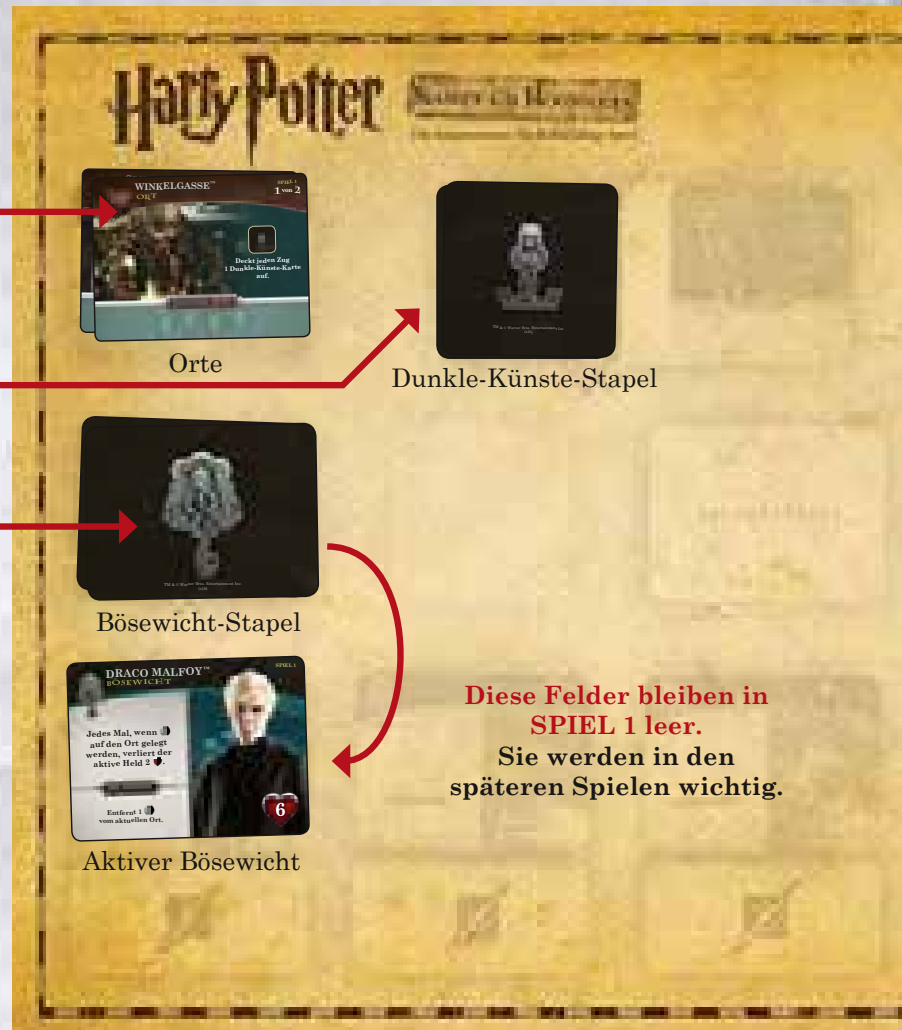 Harry Potter
WINKELGASSE™
ORT
SPIEL 1
1 von 2
Deckt jeden Zug
1 Dunkle-Künste-Karte
auf.
Orte
Dunkle-Künste-Stapel
Bösewicht-Stapel
DRACO MALFOY™
BÖSEWICHT
SPIEL 1
Jedes Mal, wenn
auf den Ort gelegt
werden, verliert der
aktive Held 2
Entfernt 1
vom aktuellen Ort.
6
Aktiver Bösewicht
Diese Felder bleiben in
SPIEL 1 leer.
Sie werden in den
späteren Spielen wichtig.